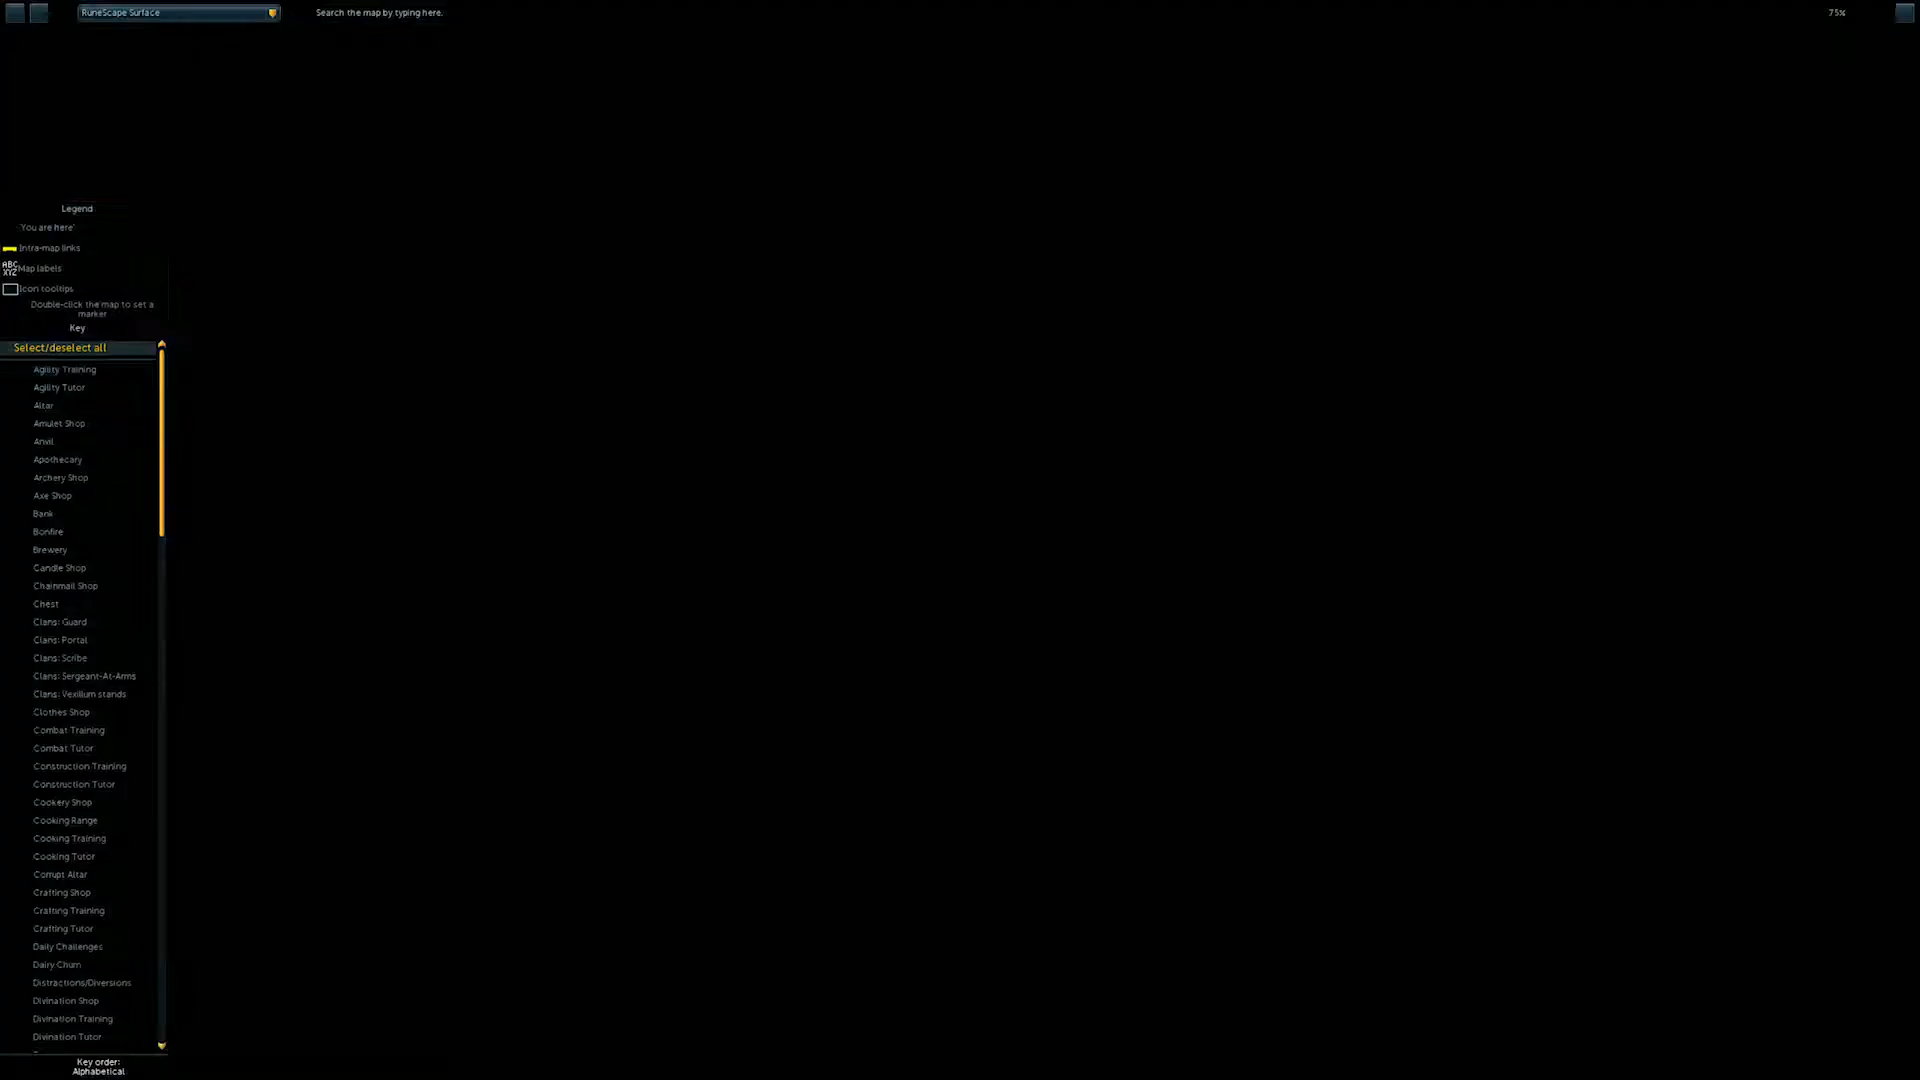 RuneScape Surface
Search the map by typing here.
75%
Legend
'You are here'
Intra-map links
ABC
XYZ
Map labels
Icon tooltips
Double-click the map to set a
marker
Key
Select/deselect all
Agility Training
Agility Tutor
Altar
Amulet Shop
Anvil
Apothecary
Archery Shop
Axe Shop
Bank
Bonfire
Brewery
Candle Shop
Chainmail Shop
Chest
Clans: Guard
Clans: Portal
Clans: Scribe
Clans: Sergeant-At-Arms
Clans: Vexillum stands
Clothes Shop
Combat Training
Combat Tutor
Construction Training
Construction Tutor
Cookery Shop
Cooking Range
Cooking Training
Cooking Tutor
Corrupt Altar
Crafting Shop
Crafting Training
Crafting Tutor
Daily Challenges
Dairy Churn
Distractions/Diversions
Divination Shop
Divination Training
Divination Tutor
Key order:
Alphabetical